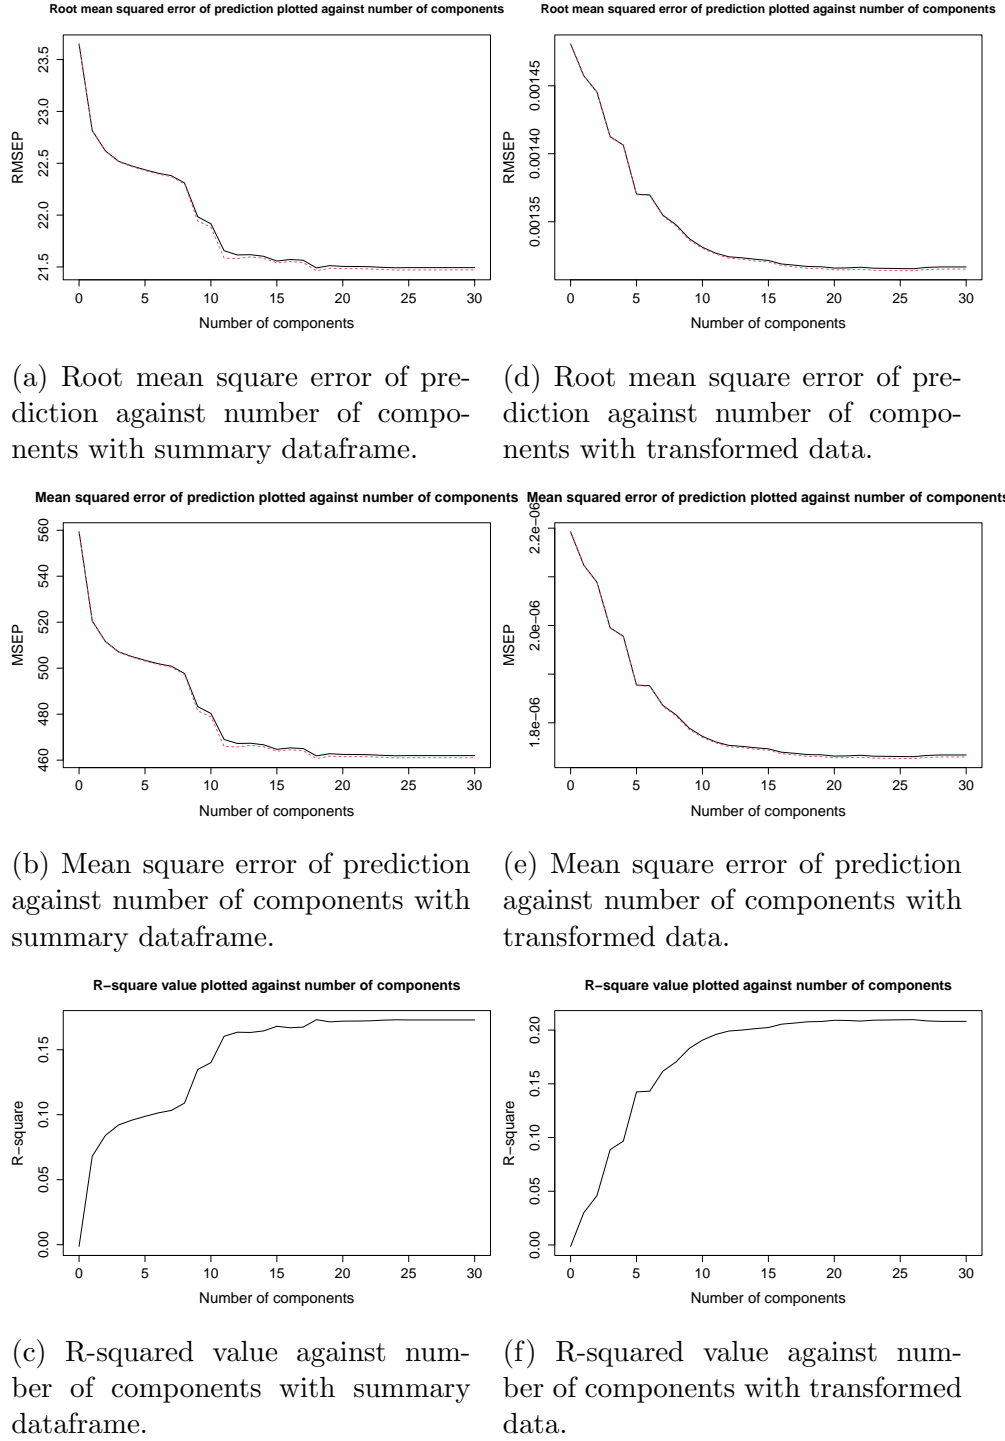 Root mean squared error of prediction plotted against number of components
23.5
23.0
22.5
22.0
21.5
RMSEP
0 5 10 15 20 25 30
Number of components
(a) Root mean square error of pre-
diction against number of compo-
nents with summary dataframe.
Root mean squared error of prediction plotted against number of components
0.00145
0.00140
0.00135
RMSEP
0 5 10 15 20 25 30
Number of components
(d) Root mean square error of pre-
diction against number of compo-
nents with transformed data.
Mean squared error of prediction plotted against number of components
560
540
520
500
480
460
MSEP
0 5 10 15 20 25 30
Number of components
(b) Mean square error of prediction
against number of components with
summary dataframe.
Mean squared error of prediction plotted against number of components
2.2e−06
2.0e−06
1.8e−06
MSEP
0 5 10 15 20 25 30
Number of components
(e) Mean square error of prediction
against number of components with
transformed data.
R−square value plotted against number of components
0.15
0.10
0.05
0.00
R−square
0 5 10 15 20 25 30
Number of components
(c) R-squared value against num-
ber of components with summary
dataframe.
R−square value plotted against number of components
0.20
0.15
0.10
0.05
0.00
R−square
0 5 10 15 20 25 30
Number of components
(f) R-squared value against num-
ber of components with transformed
data.